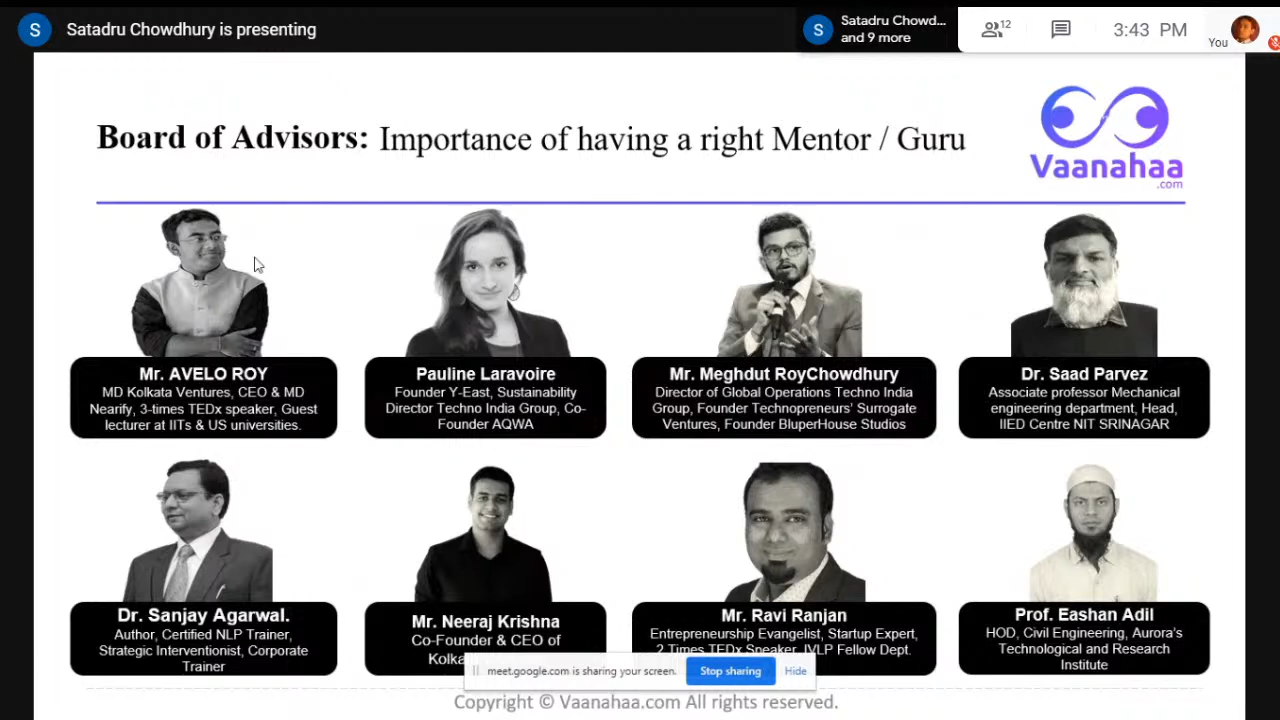 S
Satadru Chowdhury is presenting
S
Satadru Chowd...
and 9 more
12
3:43 PM
You
Board of Advisors: Importance of having a right Mentor / Guru
Vaanahaa
.com
Mr. AVELO ROY
MD Kolkata Ventures, CEO & MD
Nearify, 3-times TEDx speaker, Guest
lecturer at IITs & US universities.
Pauline Laravoire
Founder Y-East, Sustainability
Director Techno India Group, Co-
Founder AQWA
Mr. Meghdut RoyChowdhury
Director of Global Operations Techno India
Group, Founder Technopreneurs' Surrogate
Ventures, Founder BluperHouse Studios
Dr. Saad Parvez
Associate professor Mechanical
engineering department, Head,
IIED Centre NIT SRINAGAR
Dr. Sanjay Agarwal.
Author, Certified NLP Trainer,
Strategic Interventionist, Corporate
Trainer
Mr. Neeraj Krishna
Co-Founder & CEO of
Mr. Ravi Ranjan
Entrepreneurship Evangelist, Startup Expert,
2 Times TEDx Speaker, IVLP Fellow Dept.
Prof. Eashan Adil
HOD, Civil Engineering, Aurora's
Technological and Research
Institute
meet.google.com is sharing your screen.
Stop sharing
Hide
Copyright © Vaanahaa.com All rights reserved.